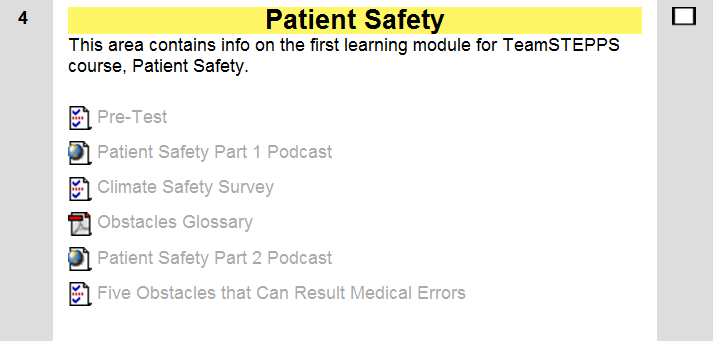 4
Patient Safety
This area contains info on the first learning module for TeamSTEPPS
course, Patient Safety.
Pre-Test
Patient Safety Part 1 Podcast
Climate Safety Survey
Obstacles Glossary
Patient Safety Part 2 Podcast
Five Obstacles that Can Result Medical Errors